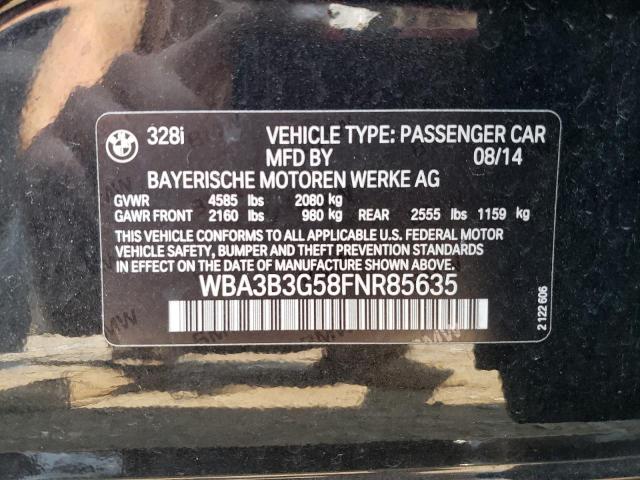 BMW 328i VEHICLE TYPE: PASSENGER CAR
MFD BY 08/14
BAYERISCHE MOTOREN WERKE AG
GVWR 4585 lbs 2080 kg
GAWR FRONT 2160 lbs 980 kg REAR 2555 lbs 1159 kg
THIS VEHICLE CONFORMS TO ALL APPLICABLE U.S. FEDERAL MOTOR
VEHICLE SAFETY, BUMPER AND THEFT PREVENTION STANDARDS
IN EFFECT ON THE DATE OF MANUFACTURE SHOWN ABOVE.
WBA3B3G58FNR85635
2 122 606